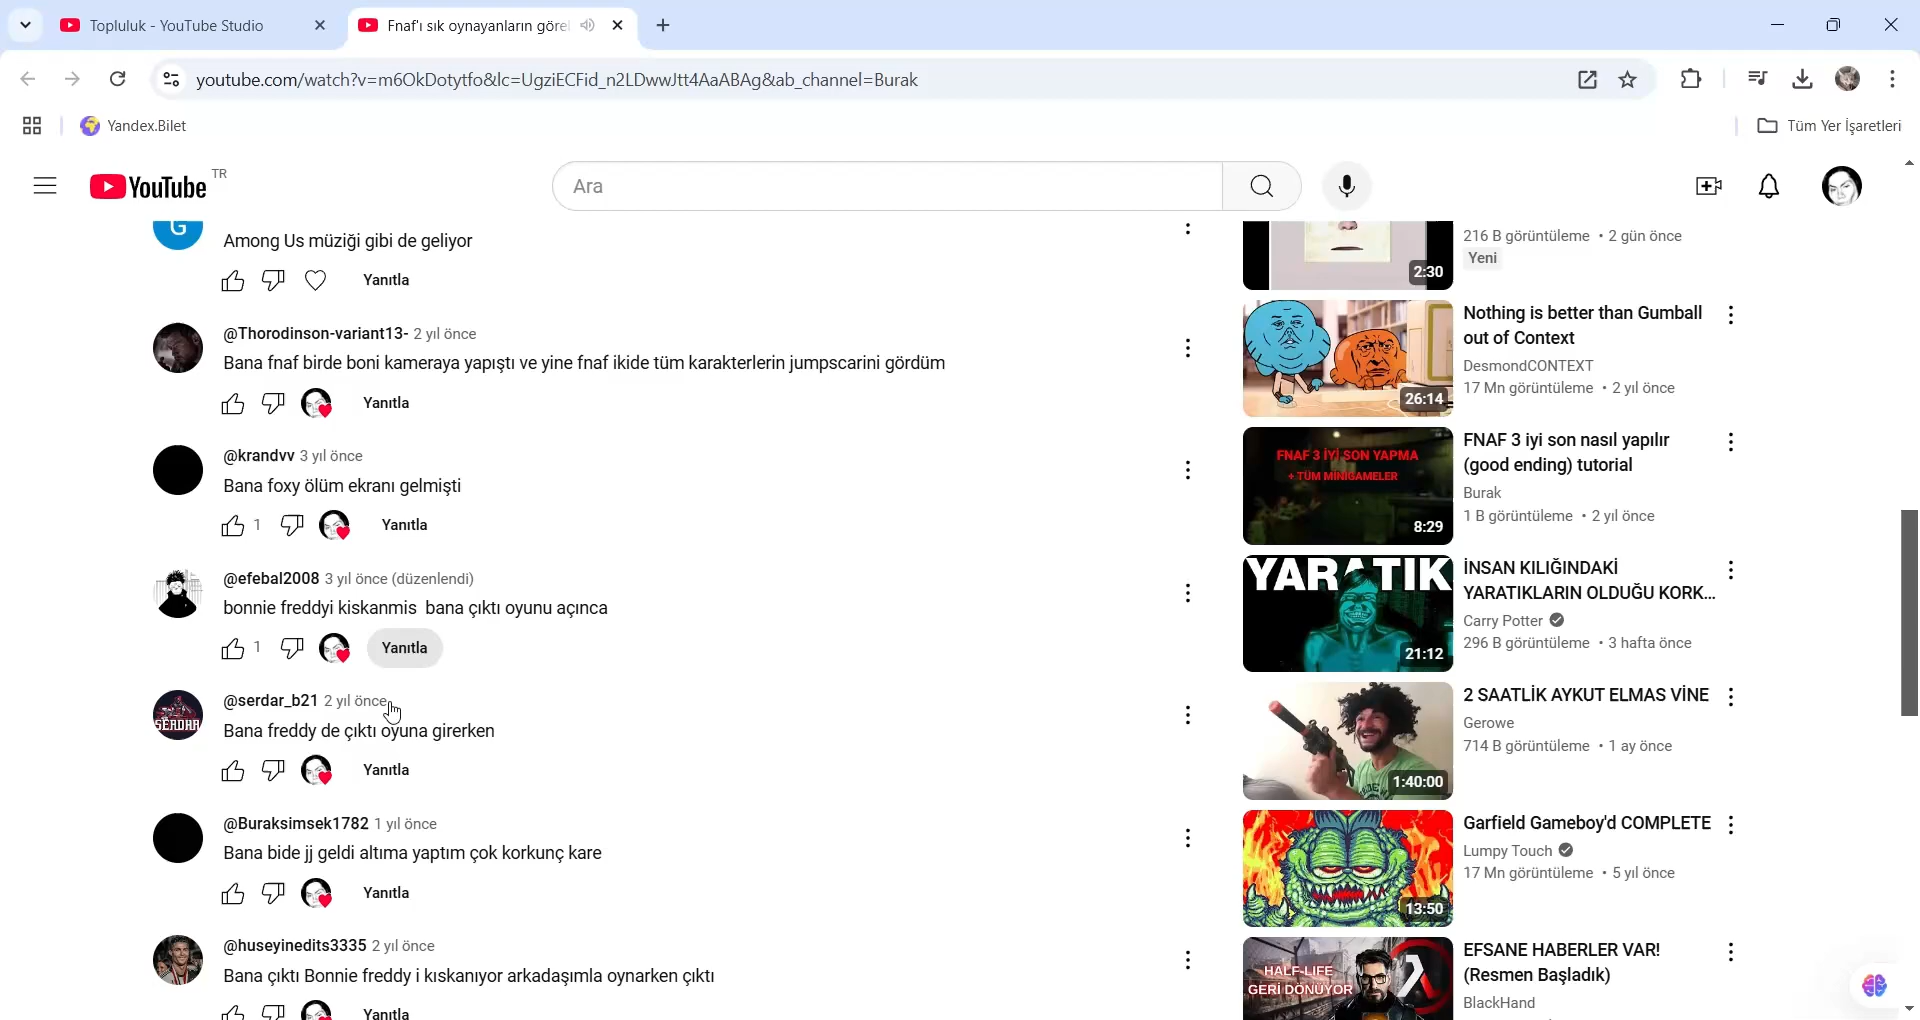 Topluluk - YouTube Studio
Fnaf'ı sık oynayanların göre
youtube.com/watch?v=m6OkDotytfo&lc=UgziECFid_n2LDwwJtt4AaABAg&ab_channel=Burak
Yandex.Bilet
Tüm Yer İşaretleri
YouTube
TR
Ara
G
Among Us müziği gibi de geliyor
Yanıtla
@Thorodinson-variant13- 2 yıl önce
Bana fnaf birde boni kameraya yapıştı ve yine fnaf ikide tüm karakterlerin jumpscarini gördüm
Yanıtla
@krandvv 3 yıl önce
Bana foxy ölüm ekranı gelmişti
1
Yanıtla
@efebal2008 3 yıl önce (düzenlendi)
bonnie freddyi kiskanmis bana çıktı oyunu açınca
1
Yanıtla
SERDAR
@serdar_b21 2 yıl önce
Bana freddy de çıktı oyuna girerken
Yanıtla
@Buraksimsek1782 1 yıl önce
Bana bide jj geldi altıma yaptım çok korkunç kare
Yanıtla
@huseyinedits3335 2 yıl önce
Bana çıktı Bonnie freddy i kıskanıyor arkadaşımla oynarken çıktı
Yanıtla
2:30
216 B görüntüleme • 2 gün önce
Yeni
26:14
Nothing is better than Gumball
out of Context
DesmondCONTEXT
17 Mn görüntüleme • 2 yıl önce
FNAF 3 İYİ SON YAPMA
+ TÜM MINIGAMELER
8:29
FNAF 3 iyi son nasıl yapılır
(good ending) tutorial
Burak
1 B görüntüleme • 2 yıl önce
YARATIK
21:12
İNSAN KILIĞINDAKİ
YARATIKLARIN OLDUĞU KORK...
Carry Potter
296 B görüntüleme • 3 hafta önce
1:40:00
2 SAATLİK AYKUT ELMAS VİNE
Gerowe
714 B görüntüleme • 1 ay önce
13:50
Garfield Gameboy'd COMPLETE
Lumpy Touch
17 Mn görüntüleme • 5 yıl önce
HALF-LIFE
GERİ DÖNÜYOR
EFSANE HABERLER VAR!
(Resmen Başladık)
BlackHand